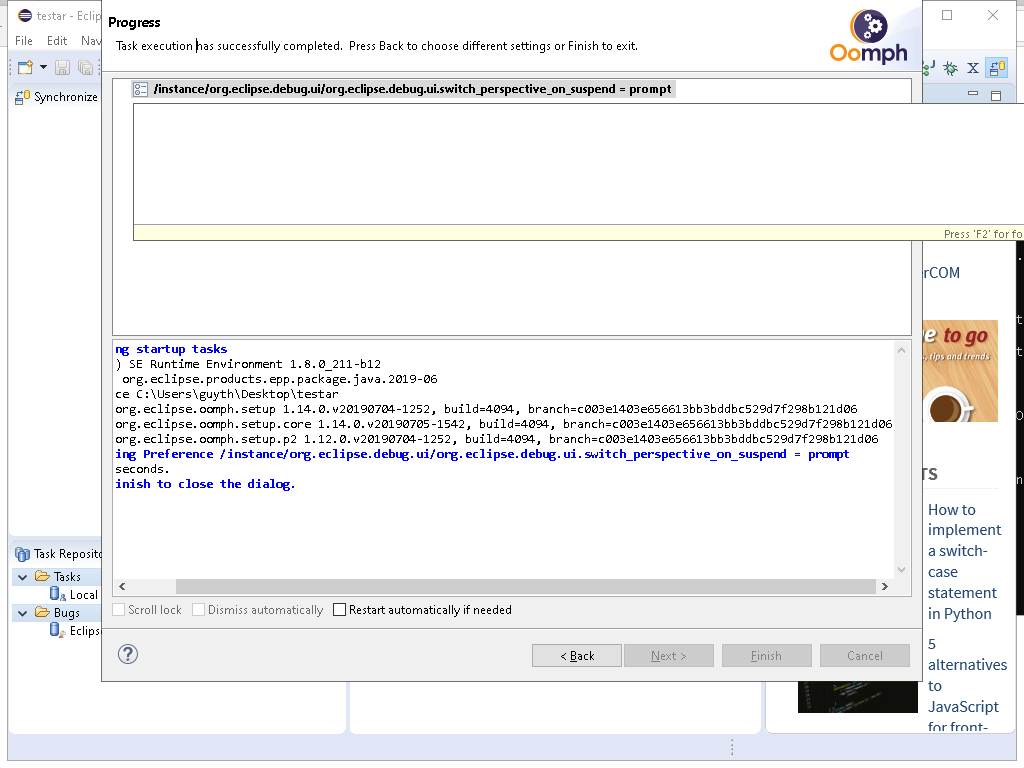 testar - Eclip
File Edit Nav
Synchronize
Progress
Task execution has successfully completed. Press Back to choose different settings or Finish to exit.
Oomph
/instance/org.eclipse.debug.ui/org.eclipse.debug.ui.switch_perspective_on_suspend = prompt
Press 'F2' for fo
ng startup tasks
) SE Runtime Environment 1.8.0_211-b12
org.eclipse.products.epp.package.java.2019-06
ce C:\Users\guyth\Desktop\testar
org.eclipse.oomph.setup 1.14.0.v20190704-1252, build=4094, branch=c003e1403e656613bb3bddbc529d7f298b121d06
org.eclipse.oomph.setup.core 1.14.0.v20190705-1542, build=4094, branch=c003e1403e656613bb3bddbc529d7f298b121d06
org.eclipse.oomph.setup.p2 1.12.0.v20190704-1252, build=4094, branch=c003e1403e656613bb3bddbc529d7f298b121d06
ing Preference /instance/org.eclipse.debug.ui/org.eclipse.debug.ui.switch_perspective_on_suspend = prompt
seconds.
inish to close the dialog.
Scroll lock Dismiss automatically Restart automatically if needed
< Back Next > Finish Cancel
Task Reposito
Tasks
Local
Bugs
Eclips
erCOM
e to go
, tips and trends
TS
How to
implement
a switch-
case
statement
in Python
5
alternatives
to
JavaScript
for front-